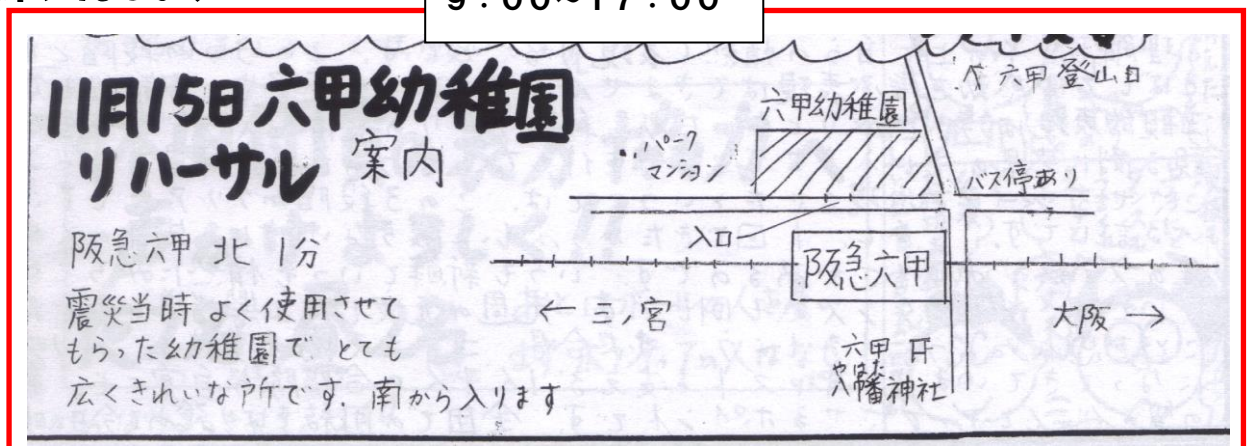 9:00~17:00
11月15日 六甲幼稚園
リハーサル 案内
阪急六甲 北 1分
震災当時 よく使用させて
もらった幼稚園で、とても
広くきれいな所です。南から入ります
六甲登山口
六甲幼稚園
パーク
マンション
バス停あり
入口
阪急六甲
← 三ノ宮
大阪 →
六甲
やはた
八幡神社